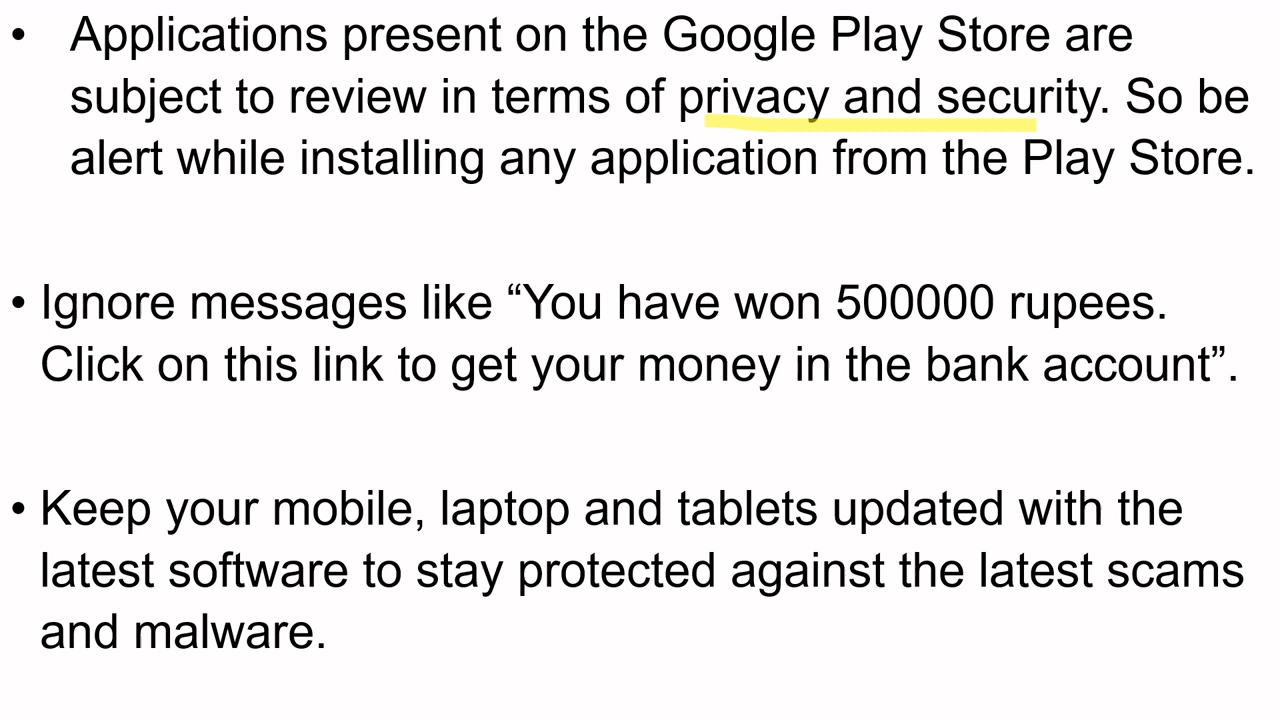 • Applications present on the Google Play Store are
subject to review in terms of privacy and security. So be
alert while installing any application from the Play Store.
• Ignore messages like “You have won 500000 rupees.
Click on this link to get your money in the bank account”.
• Keep your mobile, laptop and tablets updated with the
latest software to stay protected against the latest scams
and malware.